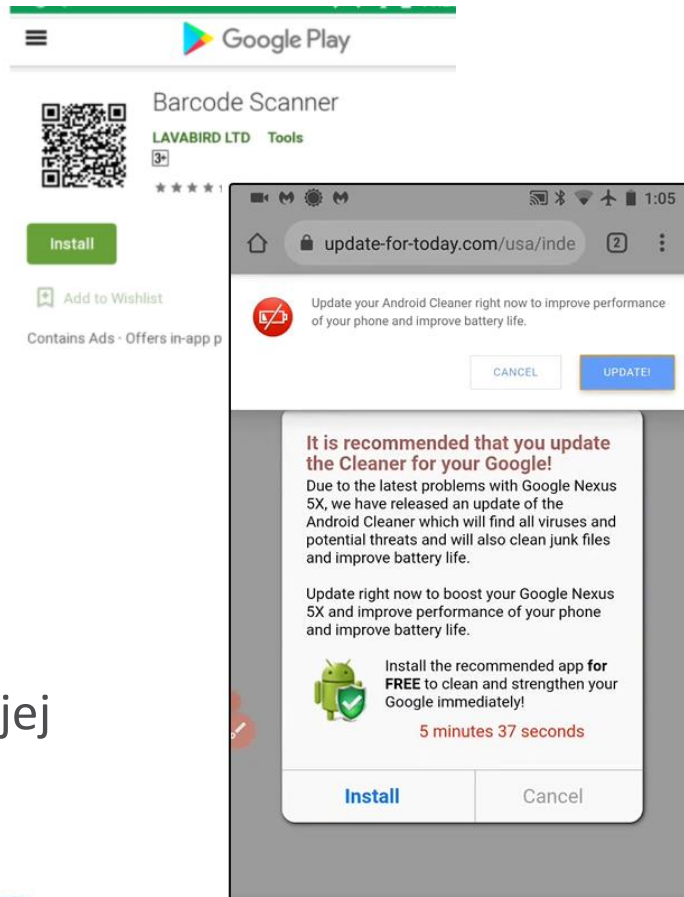 Google Play
Barcode Scanner
LAVABIRD LTD Tools
3+
Install
Add to Wishlist
Contains Ads · Offers in-app p
1:05
update-for-today.com/usa/inde
2
Update your Android Cleaner right now to improve performance
of your phone and improve battery life.
CANCEL
UPDATE!
It is recommended that you update
the Cleaner for your Google!
Due to the latest problems with Google Nexus
5X, we have released an update of the
Android Cleaner which will find all viruses and
potential threats and will also clean junk files
and improve battery life.
Update right now to boost your Google Nexus
5X and improve performance of your phone
and improve battery life.
Install the recommended app for
FREE to clean and strengthen your
Google immediately!
5 minutes 37 seconds
Install
Cancel
jej